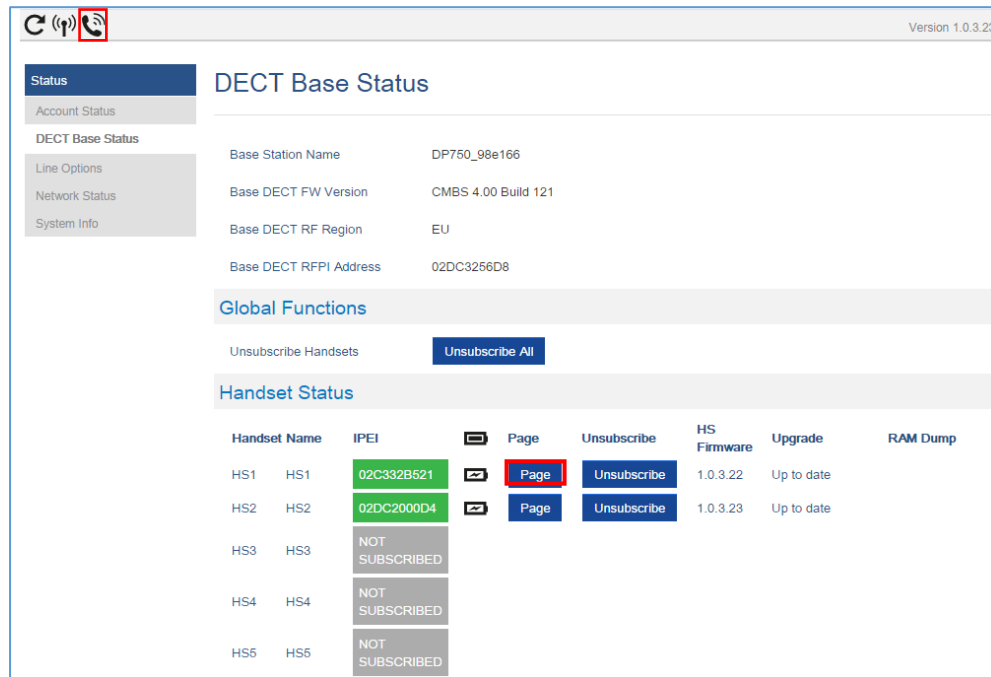 Version 1.0.3.23
Status
Account Status
DECT Base Status
Line Options
Network Status
System Info
DECT Base Status
Base Station Name DP750_98e166
Base DECT FW Version CMBS 4.00 Build 121
Base DECT RF Region EU
Base DECT RFPI Address 02DC3256D8
Global Functions
Unsubscribe Handsets Unsubscribe All
Handset Status
Handset Name IPEI Page Unsubscribe HS Firmware Upgrade RAM Dump
HS1 HS1 02C332B521 Page Unsubscribe 1.0.3.22 Up to date
HS2 HS2 02DC2000D4 Page Unsubscribe 1.0.3.23 Up to date
HS3 HS3 NOT SUBSCRIBED
HS4 HS4 NOT SUBSCRIBED
HS5 HS5 NOT SUBSCRIBED